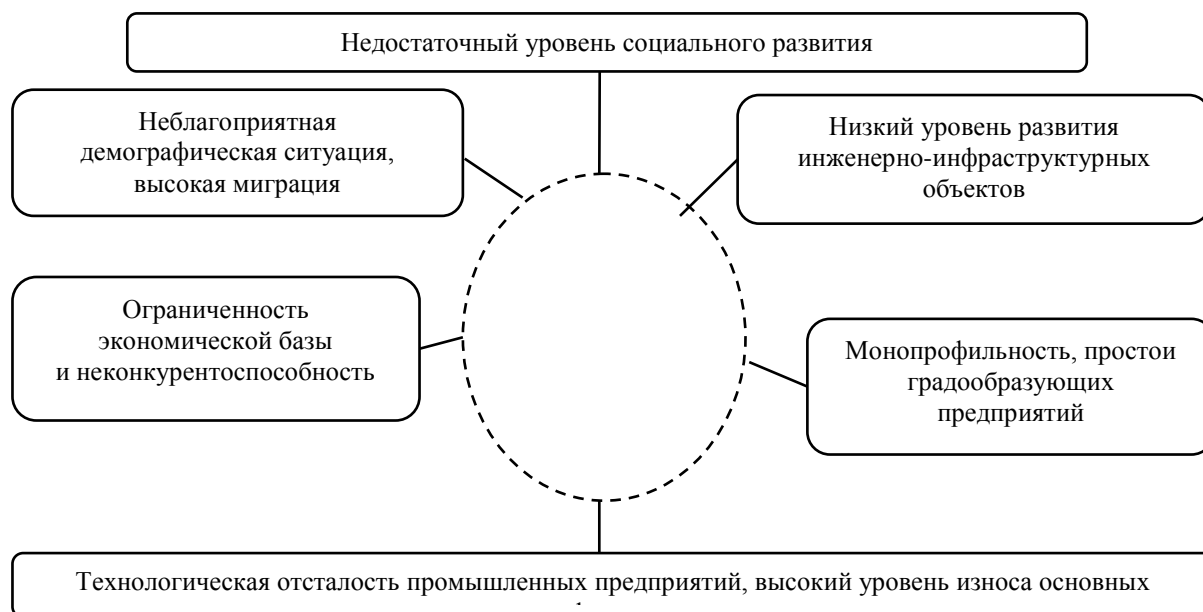 Недостаточный уровень социального развития
Неблагоприятная
демографическая ситуация,
высокая миграция
Низкий уровень развития
инженерно-инфраструктурных
объектов
Ограниченность
экономической базы
и неконкурентоспособность
Монопрофильность, простои
градообразующих
предприятий
Технологическая отсталость промышленных предприятий, высокий уровень износа основных